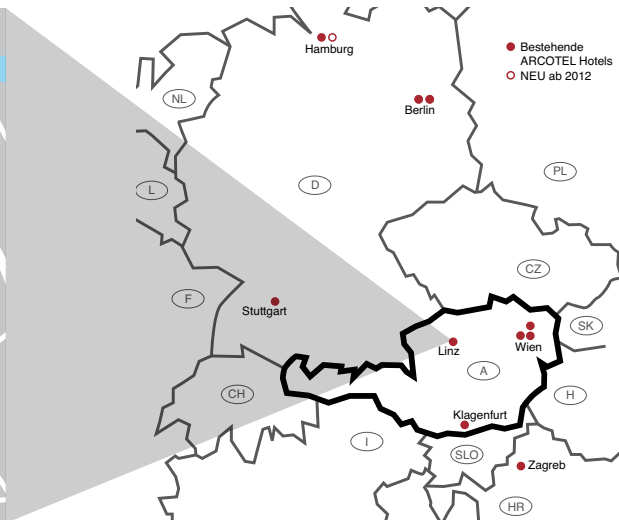 Hamburg
Bestehende
ARCOTEL Hotels
NEU ab 2012
NL
Berlin
PL
D
L
CZ
F
Stuttgart
SK
Linz
Wien
A
CH
H
Klagenfurt
I
SLO
Zagreb
HR